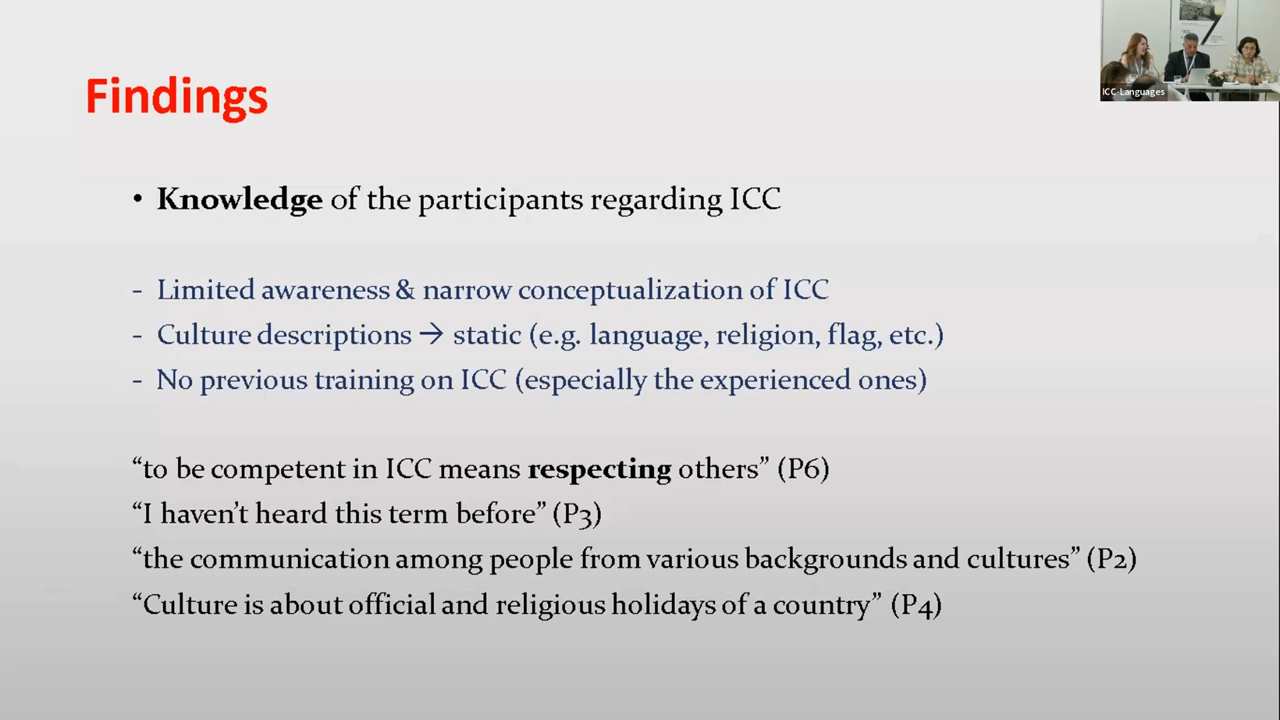 ICC-Languages
Findings
• Knowledge of the participants regarding ICC
- Limited awareness & narrow conceptualization of ICC
- Culture descriptions → static (e.g. language, religion, flag, etc.)
- No previous training on ICC (especially the experienced ones)
“to be competent in ICC means respecting others” (P6)
“I haven’t heard this term before” (P3)
“the communication among people from various backgrounds and cultures” (P2)
“Culture is about official and religious holidays of a country” (P4)